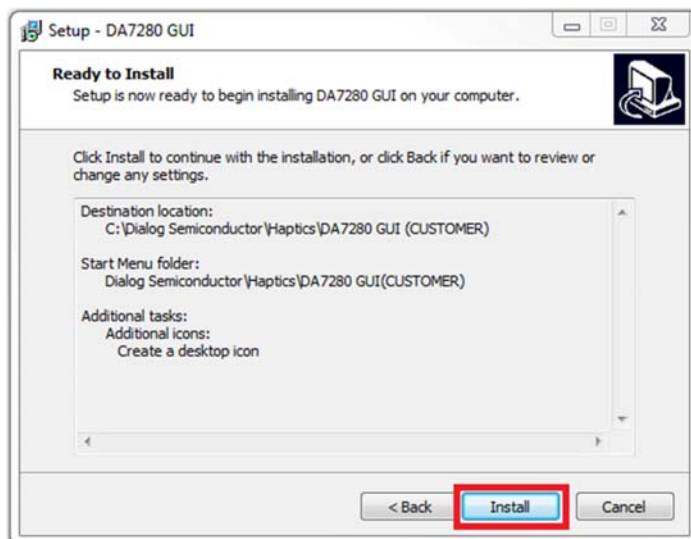 Setup - DA7280 GUI
Ready to Install
Setup is now ready to begin installing DA7280 GUI on your computer.
Click Install to continue with the installation, or click Back if you want to review or
change any settings.
Destination location:
C:\Dialog Semiconductor\Haptics\DA7280 GUI (CUSTOMER)
Start Menu folder:
Dialog Semiconductor\Haptics\DA7280 GUI(CUSTOMER)
Additional tasks:
Additional icons:
Create a desktop icon
< Back Install Cancel